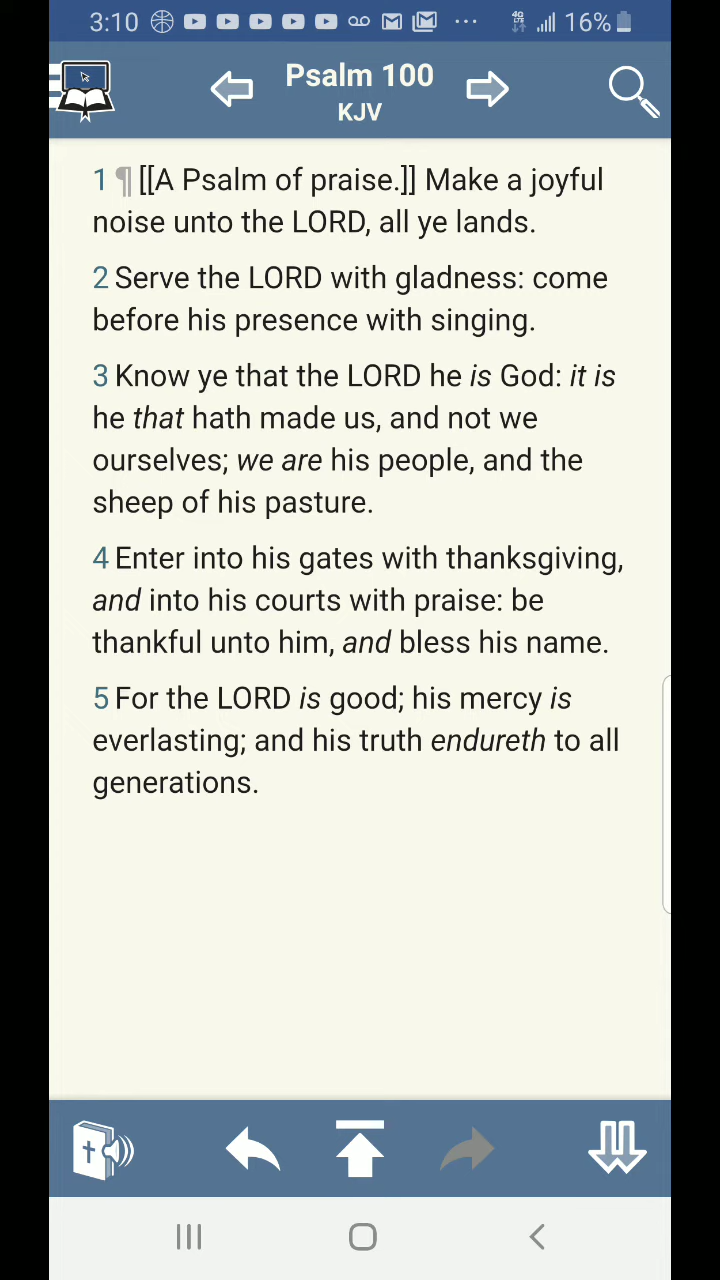 3:10 16%
Psalm 100
KJV
1 ¶ [[A Psalm of praise.]] Make a joyful
noise unto the LORD, all ye lands.
2 Serve the LORD with gladness: come
before his presence with singing.
3 Know ye that the LORD he is God: it is
he that hath made us, and not we
ourselves; we are his people, and the
sheep of his pasture.
4 Enter into his gates with thanksgiving,
and into his courts with praise: be
thankful unto him, and bless his name.
5 For the LORD is good; his mercy is
everlasting; and his truth endureth to all
generations.